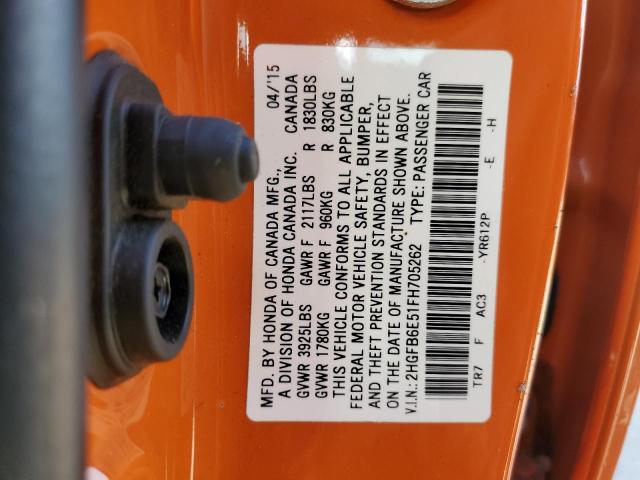 MFD. BY HONDA OF CANADA MFG., 04/'15
A DIVISION OF HONDA CANADA INC. CANADA
GVWR 3925LBS GAWR F 2117LBS R 1830LBS
GVWR 1780KG GAWR F 960KG R 830KG
THIS VEHICLE CONFORMS TO ALL APPLICABLE
FEDERAL MOTOR VEHICLE SAFETY, BUMPER,
AND THEFT PREVENTION STANDARDS IN EFFECT
ON THE DATE OF MANUFACTURE SHOWN ABOVE.
V.I.N.: 2HGFB6E51FH705262 TYPE: PASSENGER CAR
TR7 F AC3 -YR612P -E -H